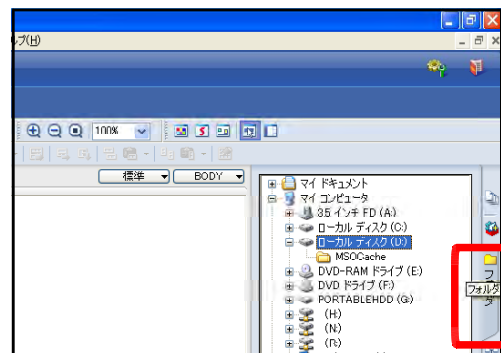 ルプ(H)
100%
標準
BODY
マイ ドキュメント
マイ コンピュータ
3.5 インチ FD (A:)
ローカル ディスク (C:)
ローカル ディスク (D:)
MSOCache
DVD-RAM ドライブ (E:)
DVD ドライブ (F:)
PORTABLEHDD (G:)
(H:)
(N:)
(R:)
フォルダ